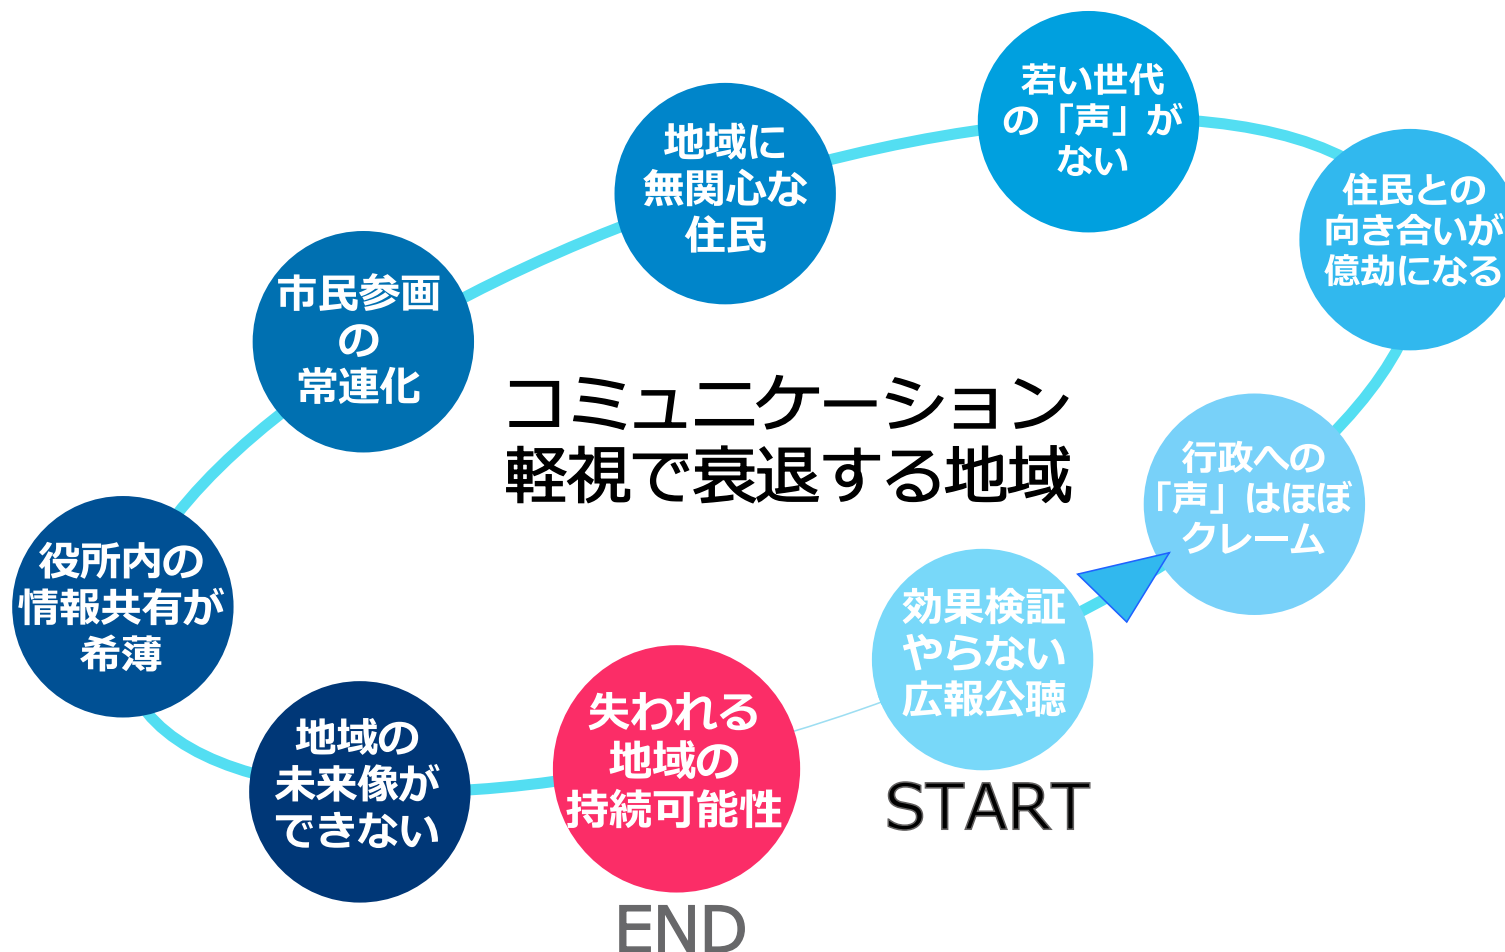 コミュニケーション
軽視で衰退する地域
START
効果検証
やらない
広報公聴
行政への
「声」はほぼ
クレーム
住民との
向き合いが
億劫になる
若い世代
の「声」が
ない
地域に
無関心な
住民
市民参画
の
常連化
役所内の
情報共有が
希薄
地域の
未来像が
できない
失われる
地域の
持続可能性
END